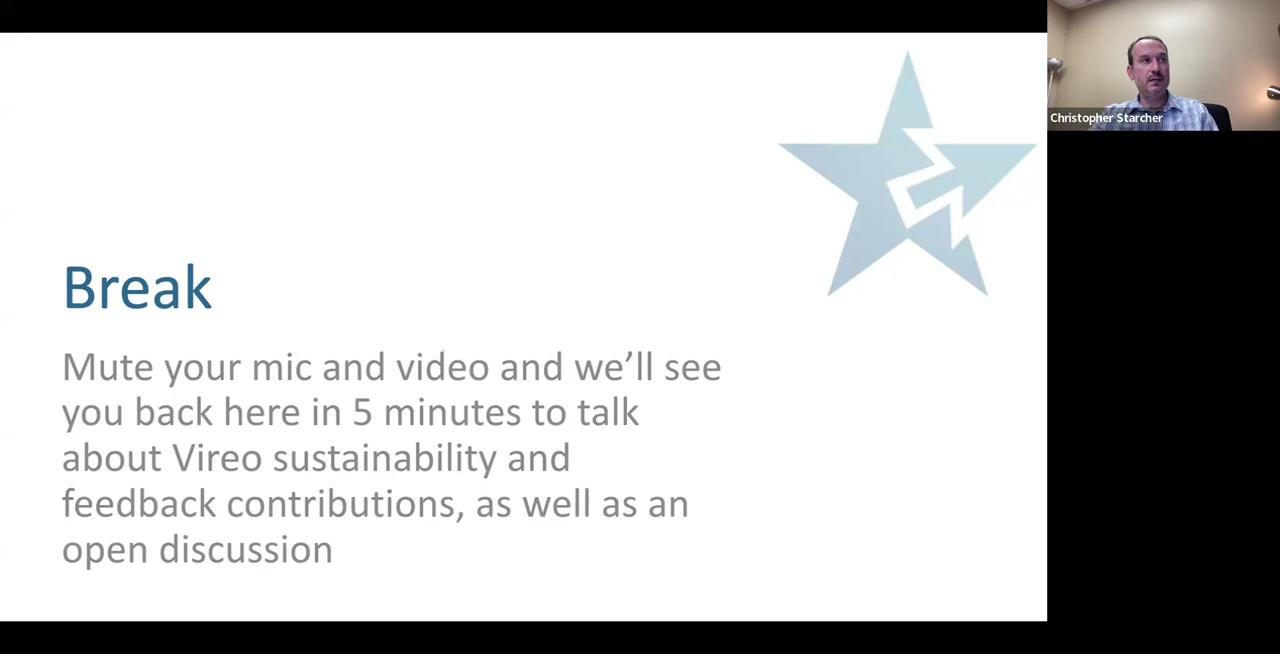 Christopher Starcher
Break
Mute your mic and video and we’ll see
you back here in 5 minutes to talk
about Vireo sustainability and
feedback contributions, as well as an
open discussion